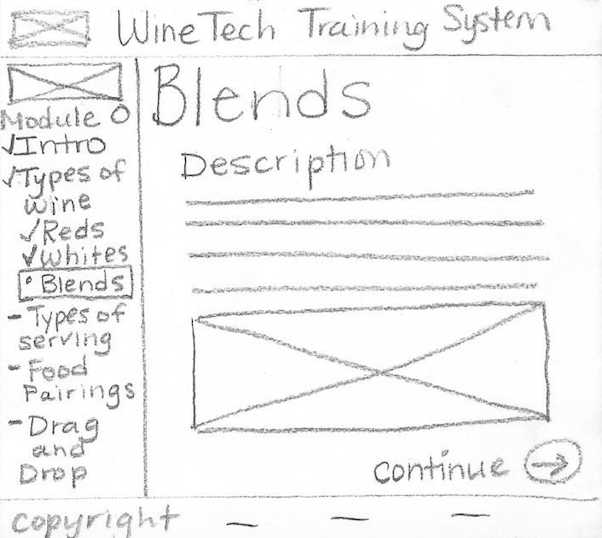 WineTech Training System
Module 0
✓Intro
✓Types of
wine
✓Reds
✓Whites
• Blends
- Types of
serving
- Food
Pairings
- Drag
and
Drop
Blends
Description
continue →
copyright